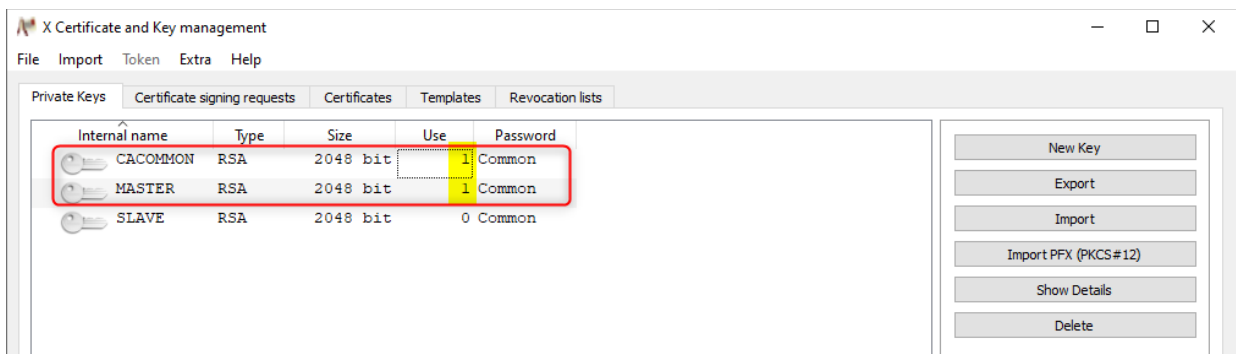 X Certificate and Key management
File Import Token Extra Help
Private Keys Certificate signing requests Certificates Templates Revocation lists
Internal name Type Size Use Password
CACOMMON RSA 2048 bit 1 Common
MASTER RSA 2048 bit 1 Common
SLAVE RSA 2048 bit 0 Common
New Key
Export
Import
Import PFX (PKCS#12)
Show Details
Delete